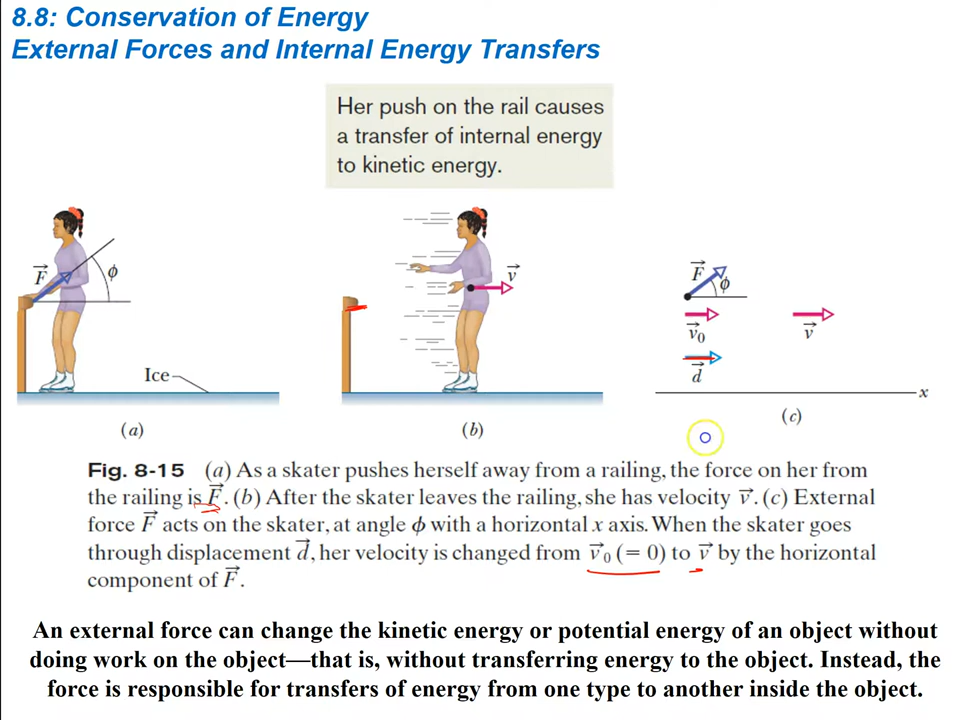 8.8: Conservation of Energy
External Forces and Internal Energy Transfers
Her push on the rail causes
a transfer of internal energy
to kinetic energy.
F⃗
ϕ
Ice
(a)
v⃗
(b)
F⃗
ϕ
v⃗₀
v⃗
d⃗
x
(c)
Fig. 8-15 (a) As a skater pushes herself away from a railing, the force on her from
the railing is F⃗. (b) After the skater leaves the railing, she has velocity v⃗. (c) External
force F⃗ acts on the skater, at angle ϕ with a horizontal x axis. When the skater goes
through displacement d⃗, her velocity is changed from v⃗₀ (= 0) to v⃗ by the horizontal
component of F⃗.
An external force can change the kinetic energy or potential energy of an object without
doing work on the object—that is, without transferring energy to the object. Instead, the
force is responsible for transfers of energy from one type to another inside the object.